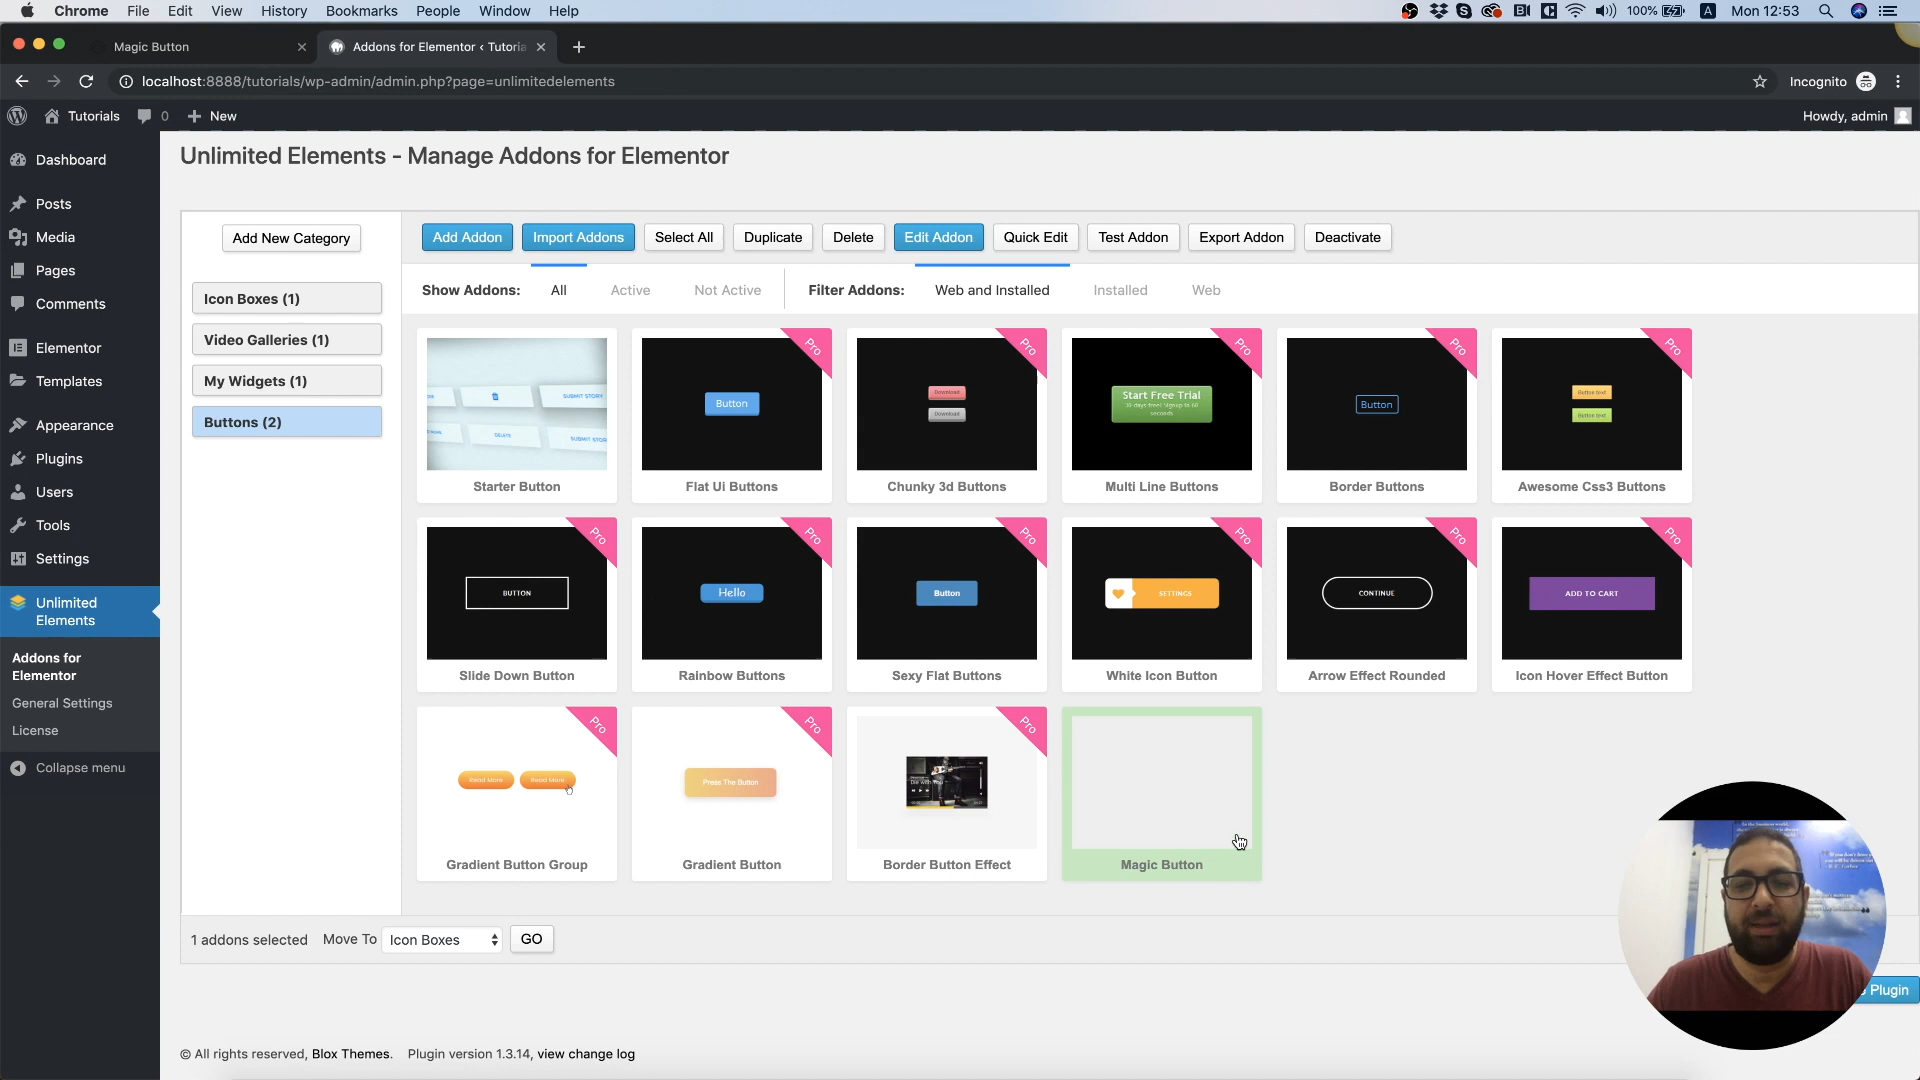 Chrome File Edit View History Bookmarks People Window Help 100% A Mon 12:53
Magic Button
Addons for Elementor ‹ Tutoria
localhost:8888/tutorials/wp-admin/admin.php?page=unlimitedelements Incognito
Tutorials 0 New Howdy, admin
Dashboard
Posts
Media
Pages
Comments
Elementor
Templates
Appearance
Plugins
Users
Tools
Settings
Unlimited
Elements
Addons for
Elementor
General Settings
License
Collapse menu
Unlimited Elements - Manage Addons for Elementor
Add New Category
Icon Boxes (1)
Video Galleries (1)
My Widgets (1)
Buttons (2)
Add Addon Import Addons Select All Duplicate Delete Edit Addon Quick Edit Test Addon Export Addon Deactivate
Show Addons: All Active Not Active Filter Addons: Web and Installed Installed Web
Pro Pro Pro Pro Pro
SUBMIT STORY
DELETE
SUBMIT STOR
Button
Download
Download
Start Free Trial
30 days free! Signup in 60
seconds
Button
Button text
Button text
Starter Button Flat Ui Buttons Chunky 3d Buttons Multi Line Buttons Border Buttons Awesome Css3 Buttons
Pro Pro Pro Pro Pro Pro
BUTTON Hello Button SETTINGS CONTINUE ADD TO CART
Slide Down Button Rainbow Buttons Sexy Flat Buttons White Icon Button Arrow Effect Rounded Icon Hover Effect Button
Pro Pro Pro
Read More Read More Press The Button
Gradient Button Group Gradient Button Border Button Effect Magic Button
1 addons selected Move To Icon Boxes GO
Plugin
© All rights reserved, Blox Themes. Plugin version 1.3.14, view change log